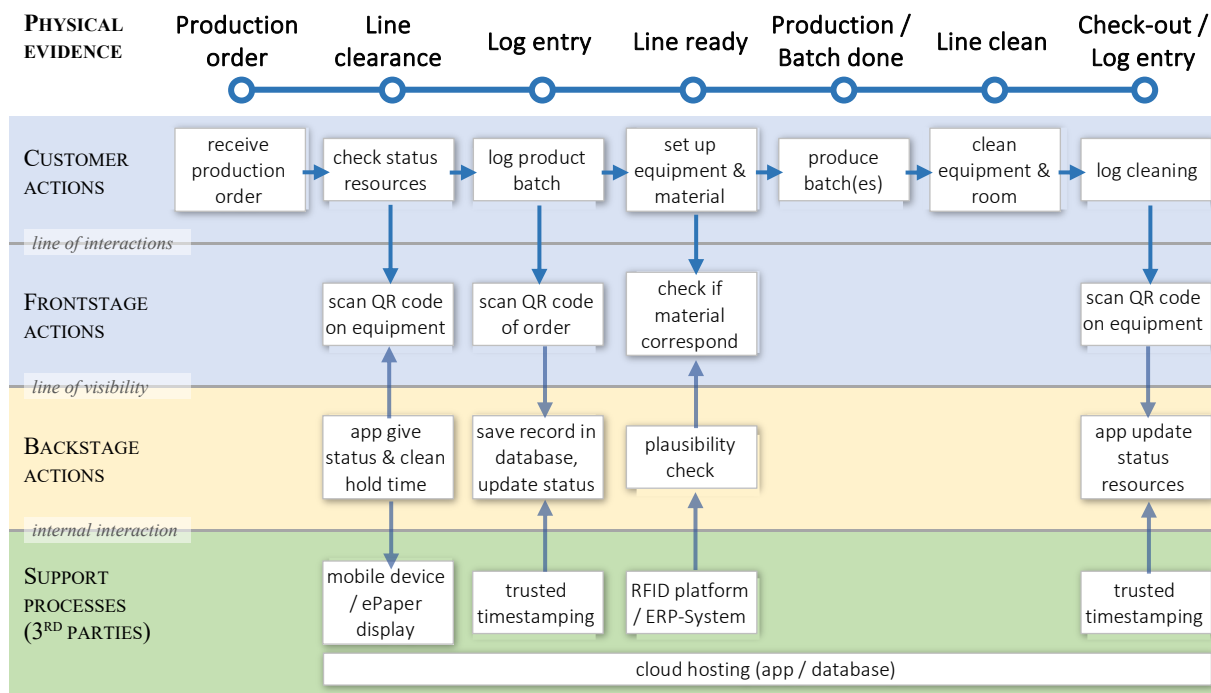 PHYSICAL
EVIDENCE
Production
order
Line
clearance
Log entry
Line ready
Production /
Batch done
Line clean
Check-out /
Log entry
CUSTOMER
ACTIONS
receive
production
order
check status
resources
log product
batch
set up
equipment &
material
produce
batch(es)
clean
equipment &
room
log cleaning
line of interactions
FRONTSTAGE
ACTIONS
scan QR code
on equipment
scan QR code
of order
check if
material
correspond
scan QR code
on equipment
line of visibility
BACKSTAGE
ACTIONS
app give
status & clean
hold time
save record in
database,
update status
plausibility
check
app update
status
resources
internal interaction
SUPPORT
PROCESSES
(3RD PARTIES)
mobile device
/ ePaper
display
trusted
timestamping
RFID platform
/ ERP-System
trusted
timestamping
cloud hosting (app / database)